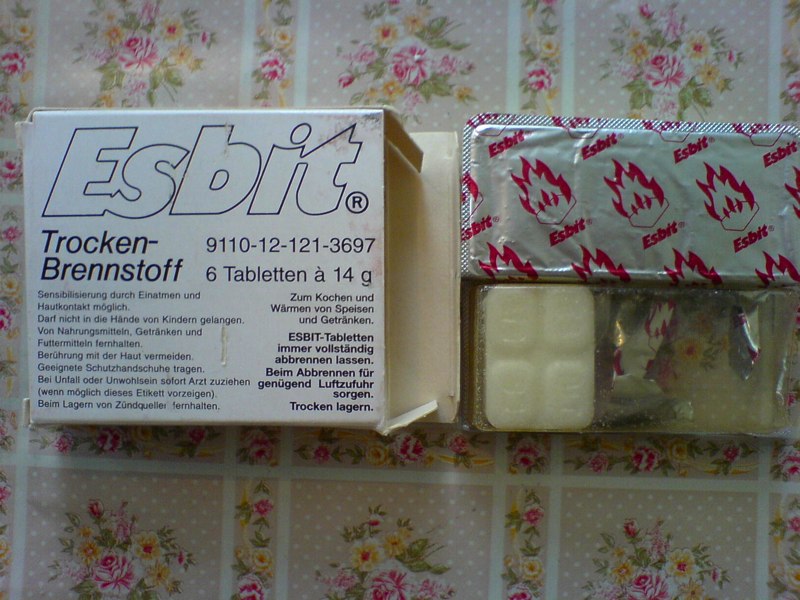 Esbit®
Trocken-
Brennstoff
9110-12-121-3697
6 Tabletten à 14 g
Sensibilisierung durch Einatmen und
Hautkontakt möglich.
Darf nicht in die Hände von Kindern gelangen.
Von Nahrungsmitteln, Getränken und
Futtermitteln fernhalten.
Berührung mit der Haut vermeiden.
Geeignete Schutzhandschuhe tragen.
Bei Unfall oder Unwohlsein sofort Arzt zuziehen
(wenn möglich dieses Etikett vorzeigen).
Beim Lagern von Zündquellen fernhalten.
Zum Kochen und
Wärmen von Speisen
und Getränken.
ESBIT-Tabletten
immer vollständig
abbrennen lassen.
Beim Abbrennen für
genügend Luftzufuhr
sorgen.
Trocken lagern.
Esbit®
Esbit®
Esbit®
Esbit®
Esbit®
Esbit®
Esbit®
Esbit®